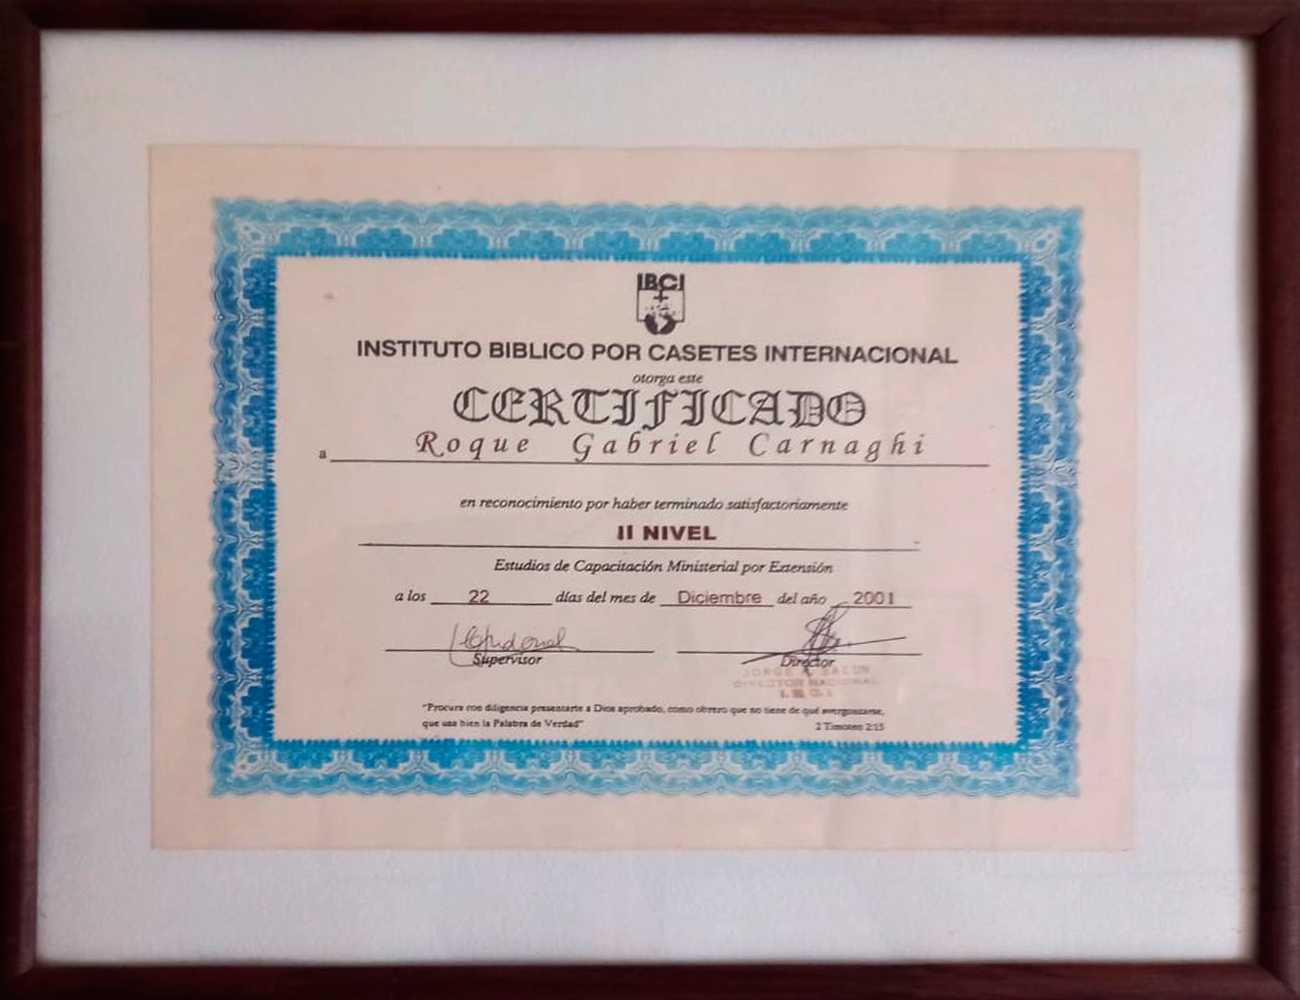 IBCI
INSTITUTO BIBLICO POR CASETES INTERNACIONAL
otorga este
CERTIFICADO
a Roque Gabriel Carnaghi
en reconocimiento por haber terminado satisfactoriamente
II NIVEL
Estudios de Capacitación Ministerial por Extensión
a los 22 días del mes de Diciembre del año 2001
Supervisor Director
JORGE SALCN
DIRECTOR NACIONAL
I. B. C. I.
"Procura con diligencia presentarte a Dios aprobado, como obrero que no tiene de qué avergonzarse,
que usa bien la Palabra de Verdad" 2 Timoteo 2:15